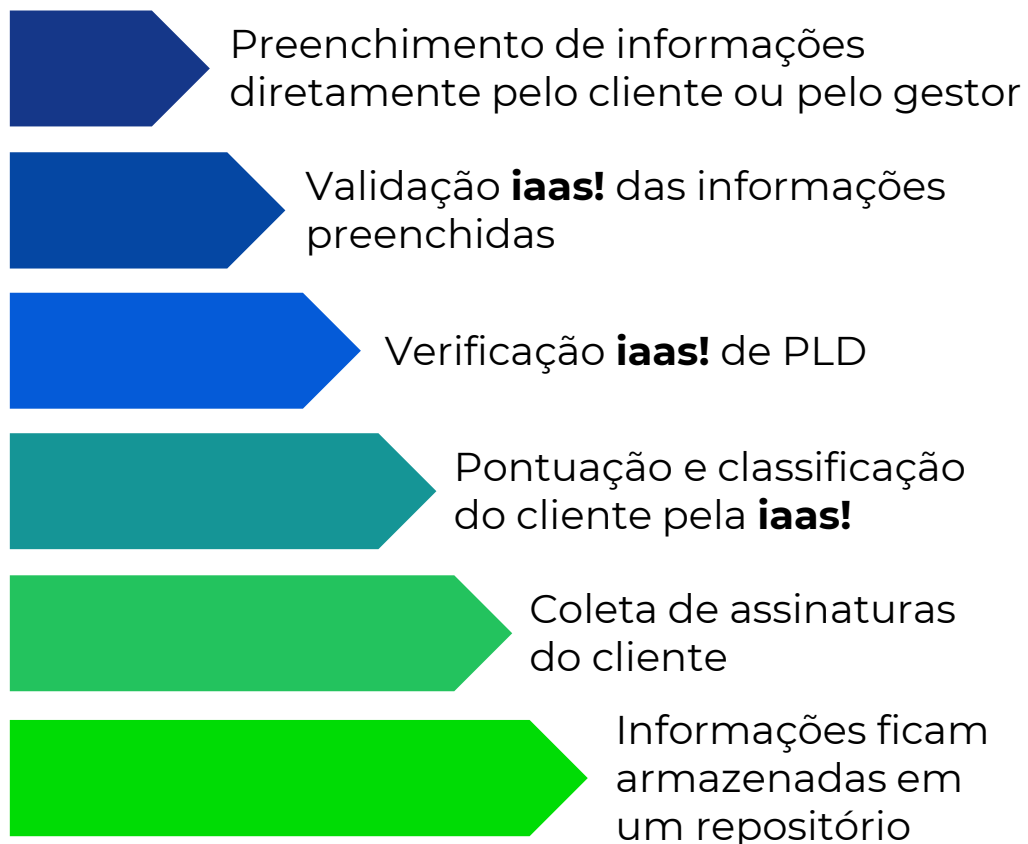 Preenchimento de informações
diretamente pelo cliente ou pelo gestor
Validação iaas! das informações
preenchidas
Verificação iaas! de PLD
Pontuação e classificação
do cliente pela iaas!
Coleta de assinaturas
do cliente
Informações ficam
armazenadas em
um repositório